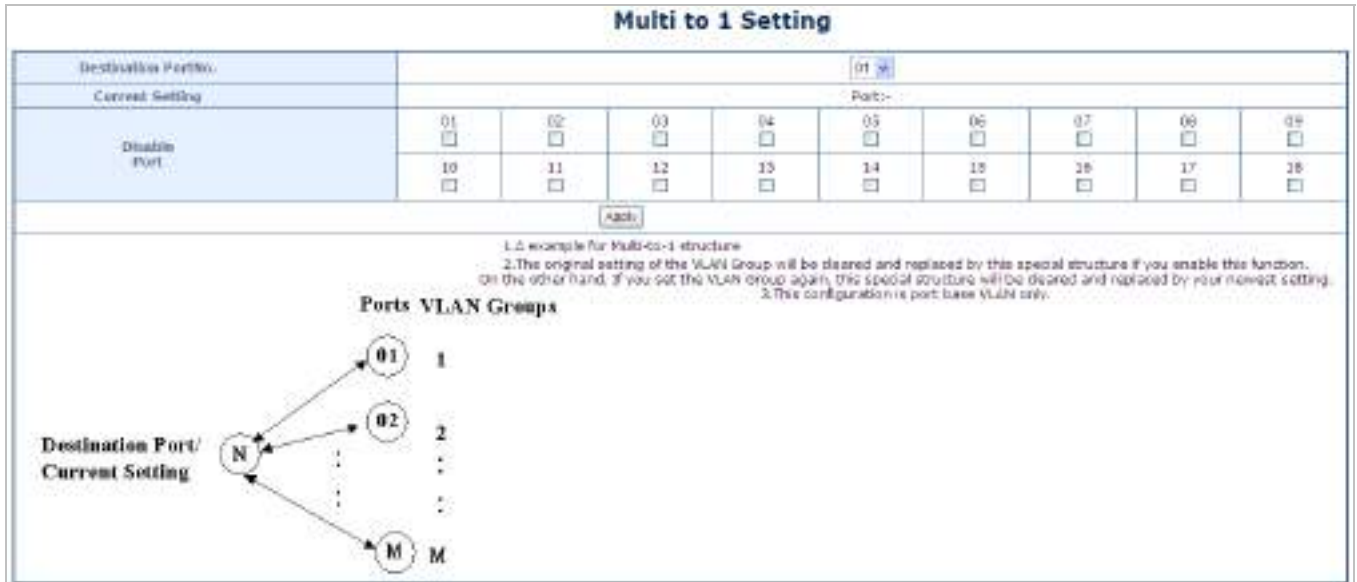 Multi to 1 Setting
Destination PortNo.
01
Current Setting
Port:-
Disable
Port
01 02 03 04 05 06 07 08 09
10 11 12 13 14 15 16 17 18
Apply
1.A example for Multi-to-1 structure
2.The original setting of the VLAN Group will be cleared and replaced by this special structure if you enable this function.
On the other hand, If you set the VLAN Group again, this special structure will be cleared and replaced by your newest setting.
3.This configuration is port base VLAN only.
Ports VLAN Groups
01 1
02 2
Destination Port/
Current Setting
N
: :
: :
M M